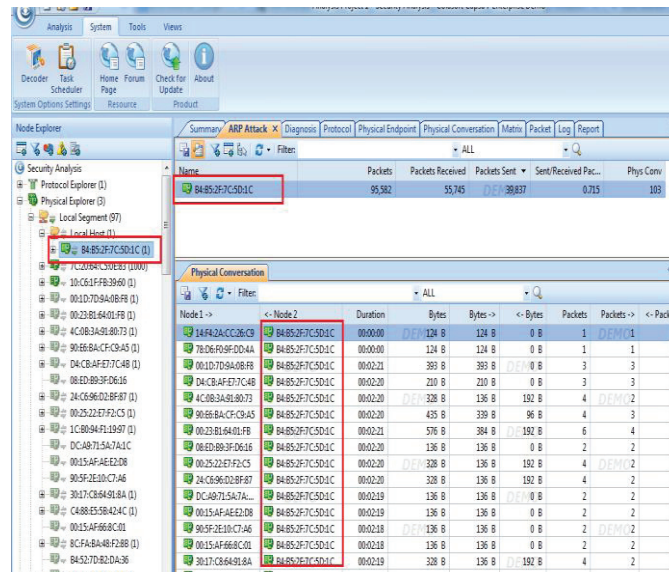 Analysis System Tools Views
Decoder Task Scheduler Home Page Forum Check for Update About
System Options Settings Resource Product
Node Explorer
Summary ARP Attack X Diagnosis Protocol Physical Endpoint Physical Conversation Matrix Packet Log Report
Filter: ALL
Security Analysis
Protocol Explorer (1)
Physical Explorer (3)
Local Segment (97)
Local Host (1)
B4:B5:2F:7C:5D:1C (1)
7C:20:64:C5:0E:83 (1000)
10:C6:1F:FB:39:60 (1)
00:1D:7D:9A:0B:F8 (1)
00:23:B1:64:01:FB (1)
4C:0B:3A:91:80:73 (1)
90:E6:BA:CF:C9:A5 (1)
D4:CB:AF:E7:7C:4B (1)
08:ED:B9:3F:D6:16
24:C6:96:D2:BF:87 (1)
00:25:22:E7:F2:C5 (1)
1C:B0:94:F1:19:97 (1)
DC:A9:71:5A:7A:1C
00:15:AF:AE:E2:D8
90:5F:2E:10:C7:A6
30:17:C8:64:91:8A (1)
C4:88:E5:5B:42:4C (1)
00:15:AF:66:8C:01
BC:FA:BA:48:F2:8B (1)
B4:52:7D:B2:DA:36
Name Packets Packets Received Packets Sent Sent/Received Pac... Phys Conv
B4:B5:2F:7C:5D:1C 95,582 55,745 39,837 0.715 103
Physical Conversation
Filter: ALL
Node 1 -> <- Node 2 Duration Bytes Bytes -> <- Bytes Packets Packets -> <- Pack
14:F4:2A:CC:26:C9 B4:B5:2F:7C:5D:1C 00:00:00 124 B 124 B 0 B 1 1
78:D6:F0:9F:DD:4A B4:B5:2F:7C:5D:1C 00:00:00 124 B 124 B 0 B 1 1
00:1D:7D:9A:0B:F8 B4:B5:2F:7C:5D:1C 00:02:21 393 B 393 B 0 B 3 3
D4:CB:AF:E7:7C:4B B4:B5:2F:7C:5D:1C 00:02:20 210 B 210 B 0 B 3 3
4C:0B:3A:91:80:73 B4:B5:2F:7C:5D:1C 00:02:20 328 B 136 B 192 B 4 2
90:E6:BA:CF:C9:A5 B4:B5:2F:7C:5D:1C 00:02:20 435 B 339 B 96 B 4 3
00:23:B1:64:01:FB B4:B5:2F:7C:5D:1C 00:02:21 576 B 384 B 192 B 6 4
08:ED:B9:3F:D6:16 B4:B5:2F:7C:5D:1C 00:02:20 136 B 136 B 0 B 2 2
00:25:22:E7:F2:C5 B4:B5:2F:7C:5D:1C 00:02:20 328 B 136 B 192 B 4 2
24:C6:96:D2:BF:87 B4:B5:2F:7C:5D:1C 00:02:20 328 B 136 B 192 B 4 2
DC:A9:71:5A:7A:... B4:B5:2F:7C:5D:1C 00:02:19 136 B 136 B 0 B 2 2
00:15:AF:AE:E2:D8 B4:B5:2F:7C:5D:1C 00:02:19 136 B 136 B 0 B 2 2
90:5F:2E:10:C7:A6 B4:B5:2F:7C:5D:1C 00:02:18 136 B 136 B 0 B 2 2
00:15:AF:66:8C:01 B4:B5:2F:7C:5D:1C 00:02:18 136 B 136 B 0 B 2 2
30:17:C8:64:91:8A B4:B5:2F:7C:5D:1C 00:02:19 328 B 136 B 192 B 4 2